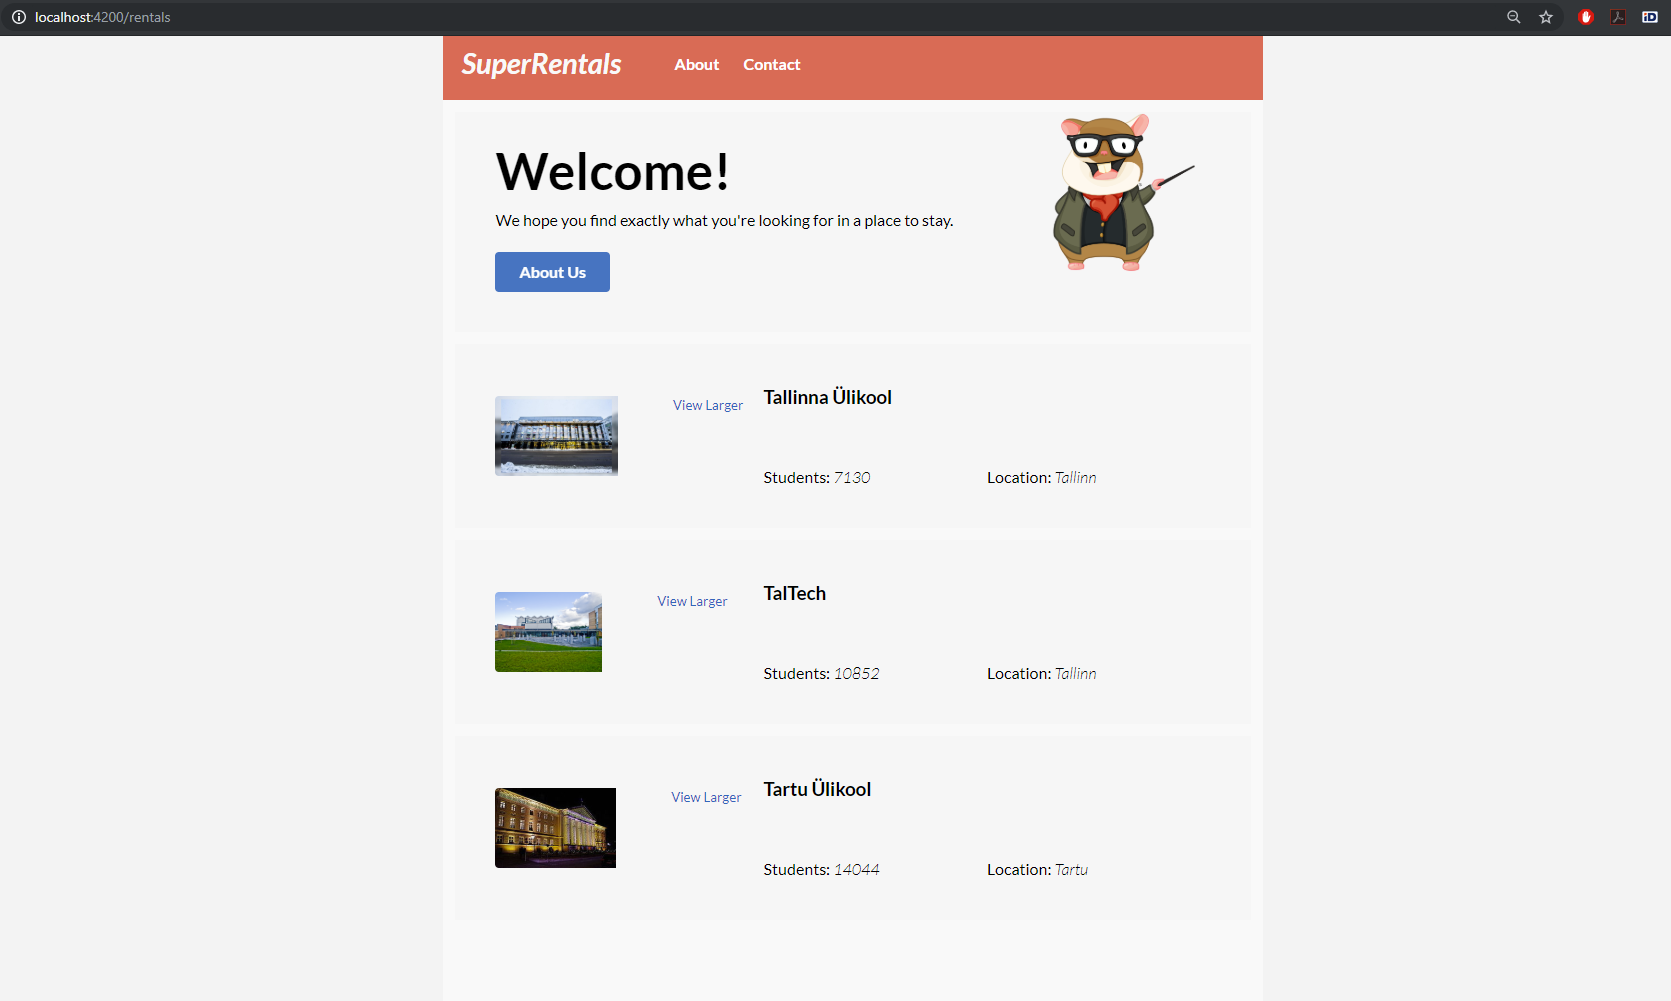 localhost:4200/rentals
SuperRentals About Contact
Welcome!
We hope you find exactly what you're looking for in a place to stay.
About Us
View Larger Tallinna Ülikool
Students: 7130 Location: Tallinn
View Larger TalTech
Students: 10852 Location: Tallinn
View Larger Tartu Ülikool
Students: 14044 Location: Tartu